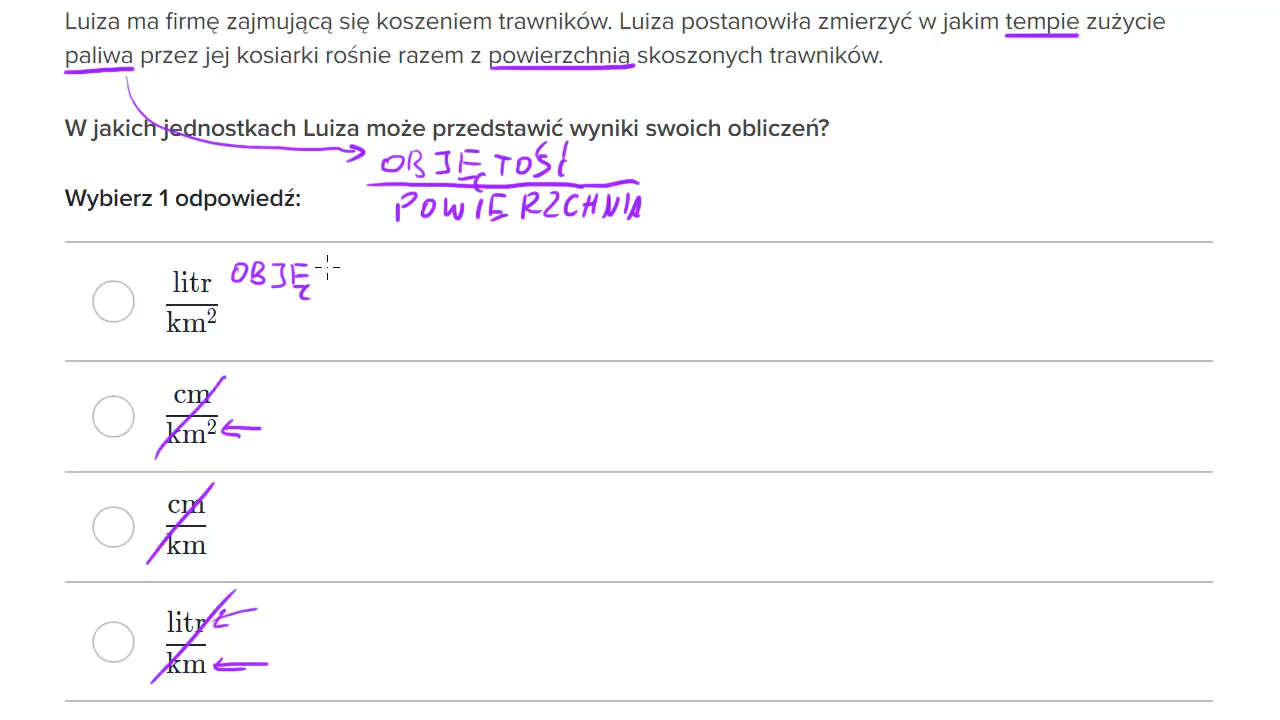 Luiza ma firmę zajmującą się koszeniem trawników. Luiza postanowiła zmierzyć w jakim tempie zużycie
paliwa przez jej kosiarki rośnie razem z powierzchnią skoszonych trawników.
W jakich jednostkach Luiza może przedstawić wyniki swoich obliczeń?
OBJĘTOŚĆ
POWIERZCHNIA
Wybierz 1 odpowiedź:
litr OBJĘ
km²
cm
km²
cm
km
litr
km